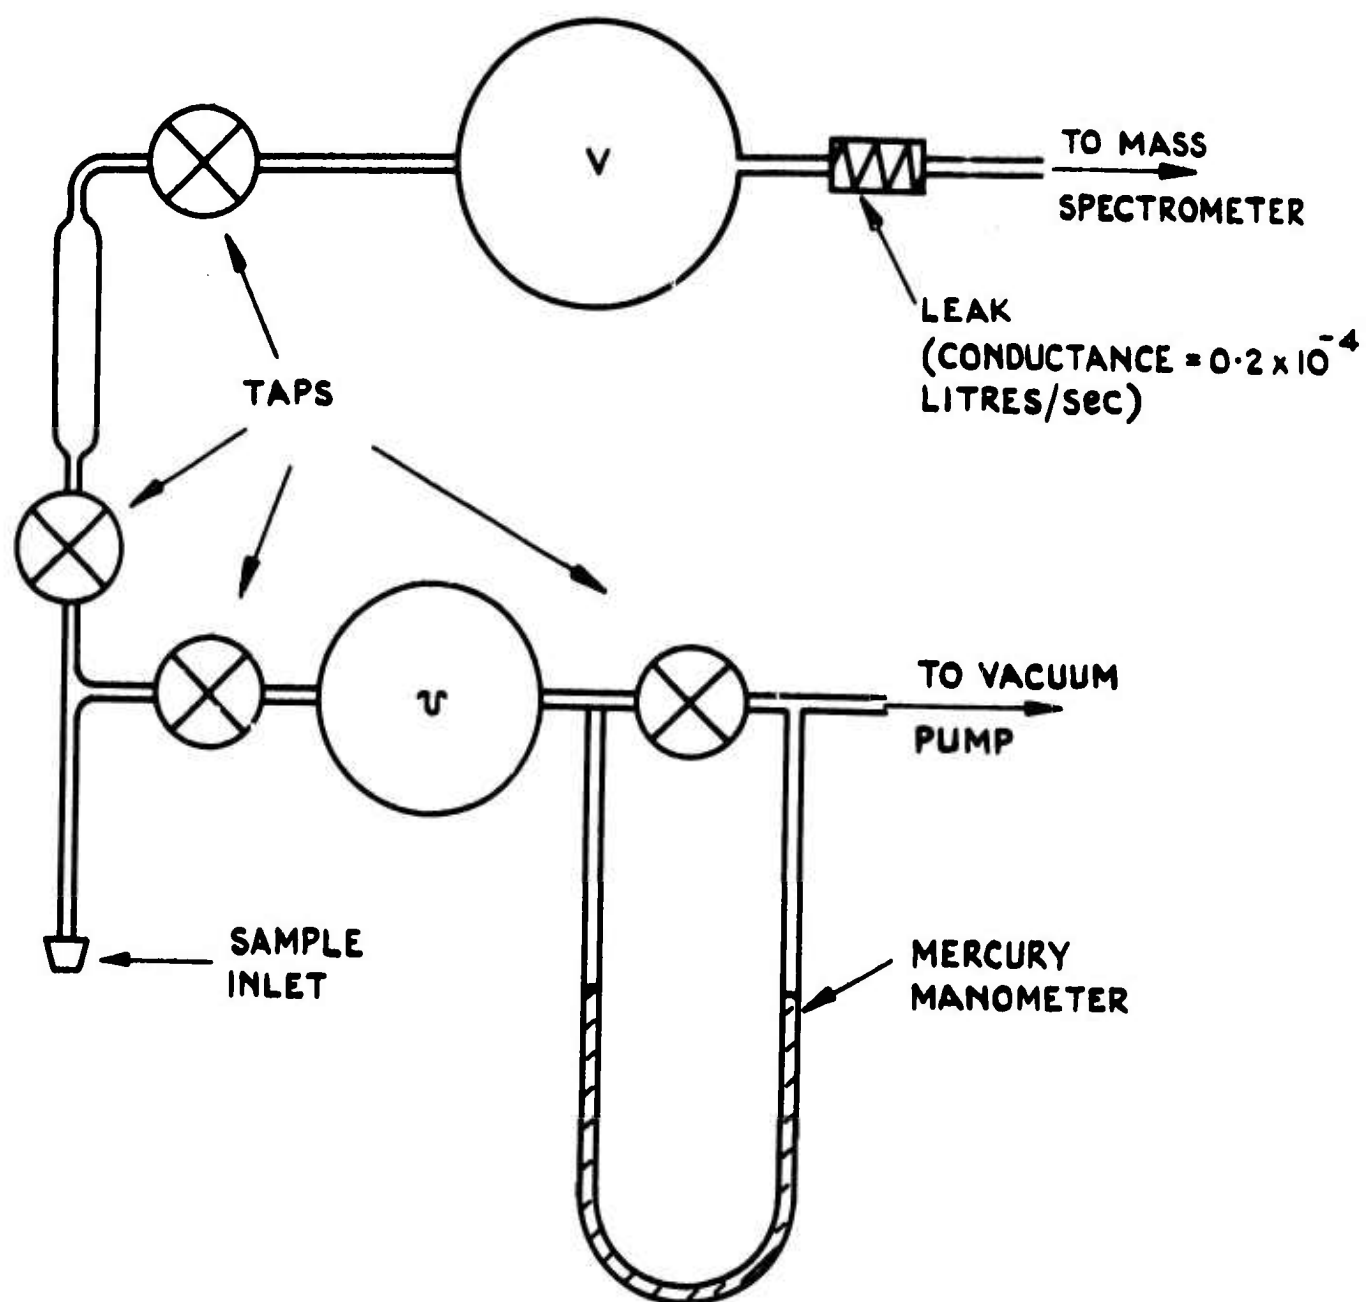 V
TO MASS
SPECTROMETER
LEAK
(CONDUCTANCE = 0·2 x 10⁻⁴
LITRES/sec)
TAPS
v
TO VACUUM
PUMP
SAMPLE
INLET
MERCURY
MANOMETER